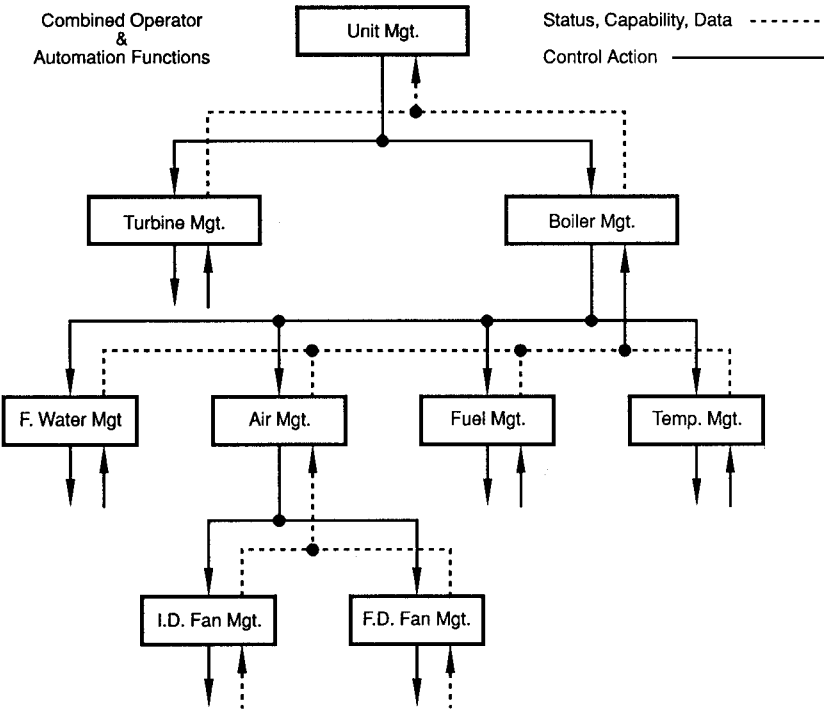 Combined Operator
&
Automation Functions
Unit Mgt.
Status, Capability, Data
Control Action
Turbine Mgt.
Boiler Mgt.
F. Water Mgt
Air Mgt.
Fuel Mgt.
Temp. Mgt.
I.D. Fan Mgt.
F.D. Fan Mgt.